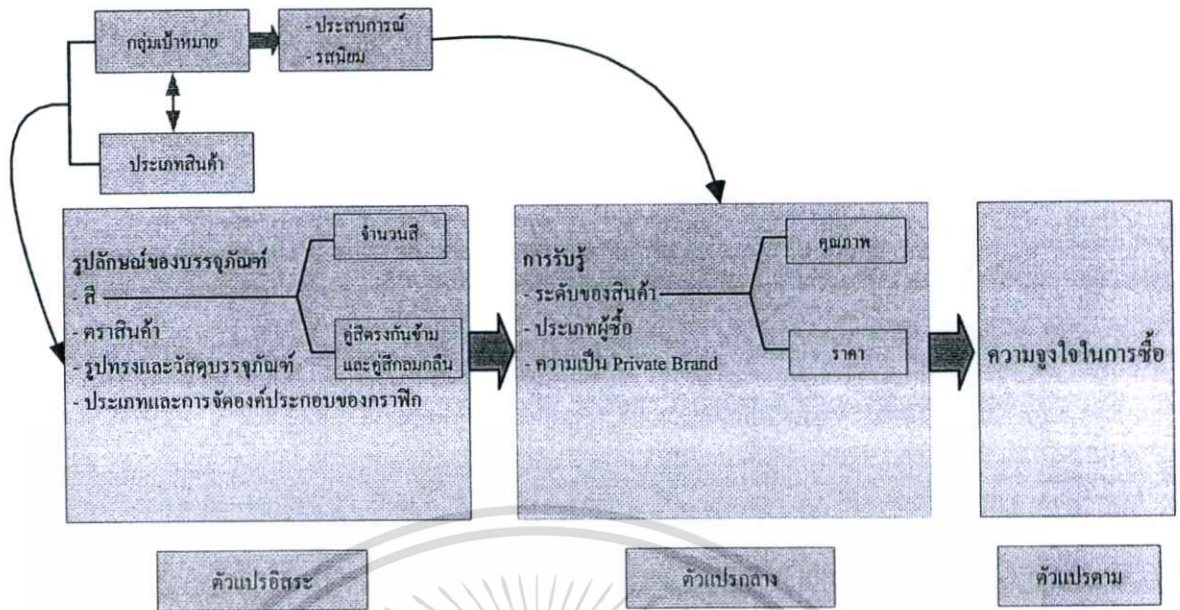 กลุ่มเป้าหมาย
- ประสบการณ์
- รสนิยม
ประเภทสินค้า
รูปลักษณ์ของบรรจุภัณฑ์
- สี
- ตราสินค้า
- รูปทรงและวัสดุบรรจุภัณฑ์
- ประเภทและการจัดองค์ประกอบของกราฟิก
จำนวนสี
คู่สีตรงกันข้าม
และคู่สีกลมกลืน
การรับรู้
- ระดับของสินค้า
- ประเภทผู้ซื้อ
- ความเป็น Private Brand
คุณภาพ
ราคา
ความจูงใจในการซื้อ
ตัวแปรอิสระ
ตัวแปรกลาง
ตัวแปรตาม